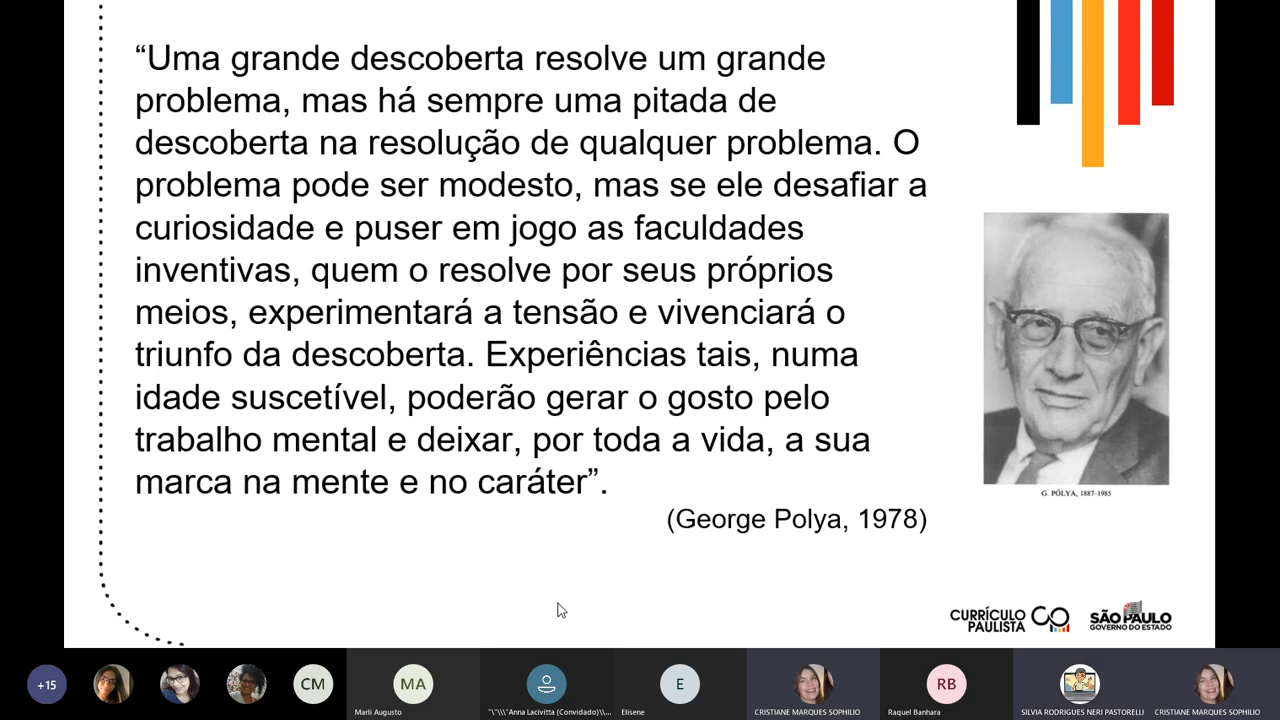 “Uma grande descoberta resolve um grande
problema, mas há sempre uma pitada de
descoberta na resolução de qualquer problema. O
problema pode ser modesto, mas se ele desafiar a
curiosidade e puser em jogo as faculdades
inventivas, quem o resolve por seus próprios
meios, experimentará a tensão e vivenciará o
triunfo da descoberta. Experiências tais, numa
idade suscetível, poderão gerar o gosto pelo
trabalho mental e deixar, por toda a vida, a sua
marca na mente e no caráter”.
(George Polya, 1978)
G. PÓLYA, 1887-1985
CURRÍCULO
PAULISTA
SÃO PAULO
GOVERNO DO ESTADO
+15
CM
MA
Marli Augusto
"\"\\\"Anna Lacivitta (Convidado)\\...
E
Elisene
CRISTIANE MARQUES SOPHILIO
RB
Raquel Banhara
SILVIA RODRIGUES NERI PASTORELLI
CRISTIANE MARQUES SOPHILIO